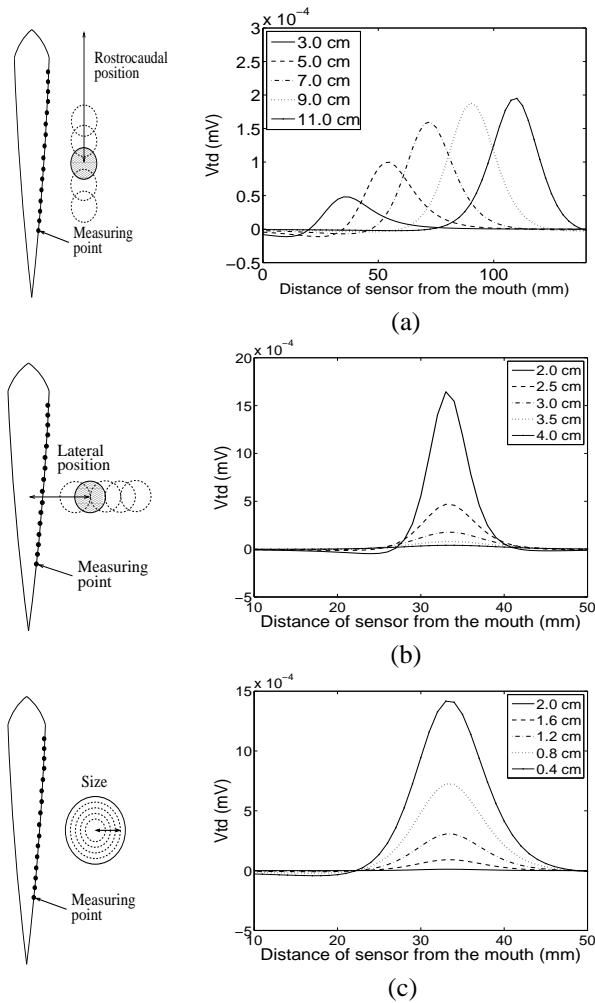 Rostrocaudal
position
Measuring
point
x 10⁻⁴
3
2.5
2
1.5
1
0.5
0
−0.5
Vtd (mV)
3.0 cm
5.0 cm
7.0 cm
9.0 cm
11.0 cm
0
50
100
Distance of sensor from the mouth (mm)
(a)
Lateral
position
Measuring
point
x 10⁻⁴
20
15
10
5
0
−5
Vtd (mV)
2.0 cm
2.5 cm
3.0 cm
3.5 cm
4.0 cm
10
20
30
40
50
Distance of sensor from the mouth (mm)
(b)
Size
Measuring
point
x 10⁻⁴
15
10
5
0
−5
Vtd (mV)
2.0 cm
1.6 cm
1.2 cm
0.8 cm
0.4 cm
10
20
30
40
50
Distance of sensor from the mouth (mm)
(c)